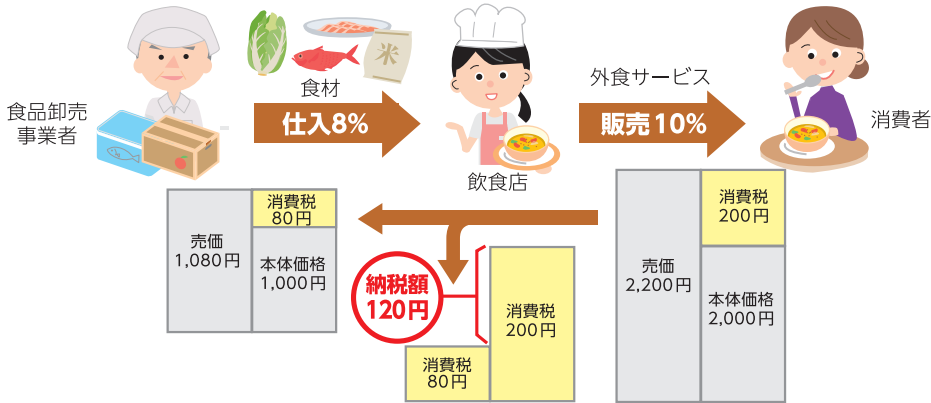 食品卸売
事業者
米
食材
仕入8%
飲食店
外食サービス
販売10%
消費者
売価
1,080円
消費税
80円
本体価格
1,000円
納税額
120円
消費税
80円
消費税
200円
売価
2,200円
消費税
200円
本体価格
2,000円